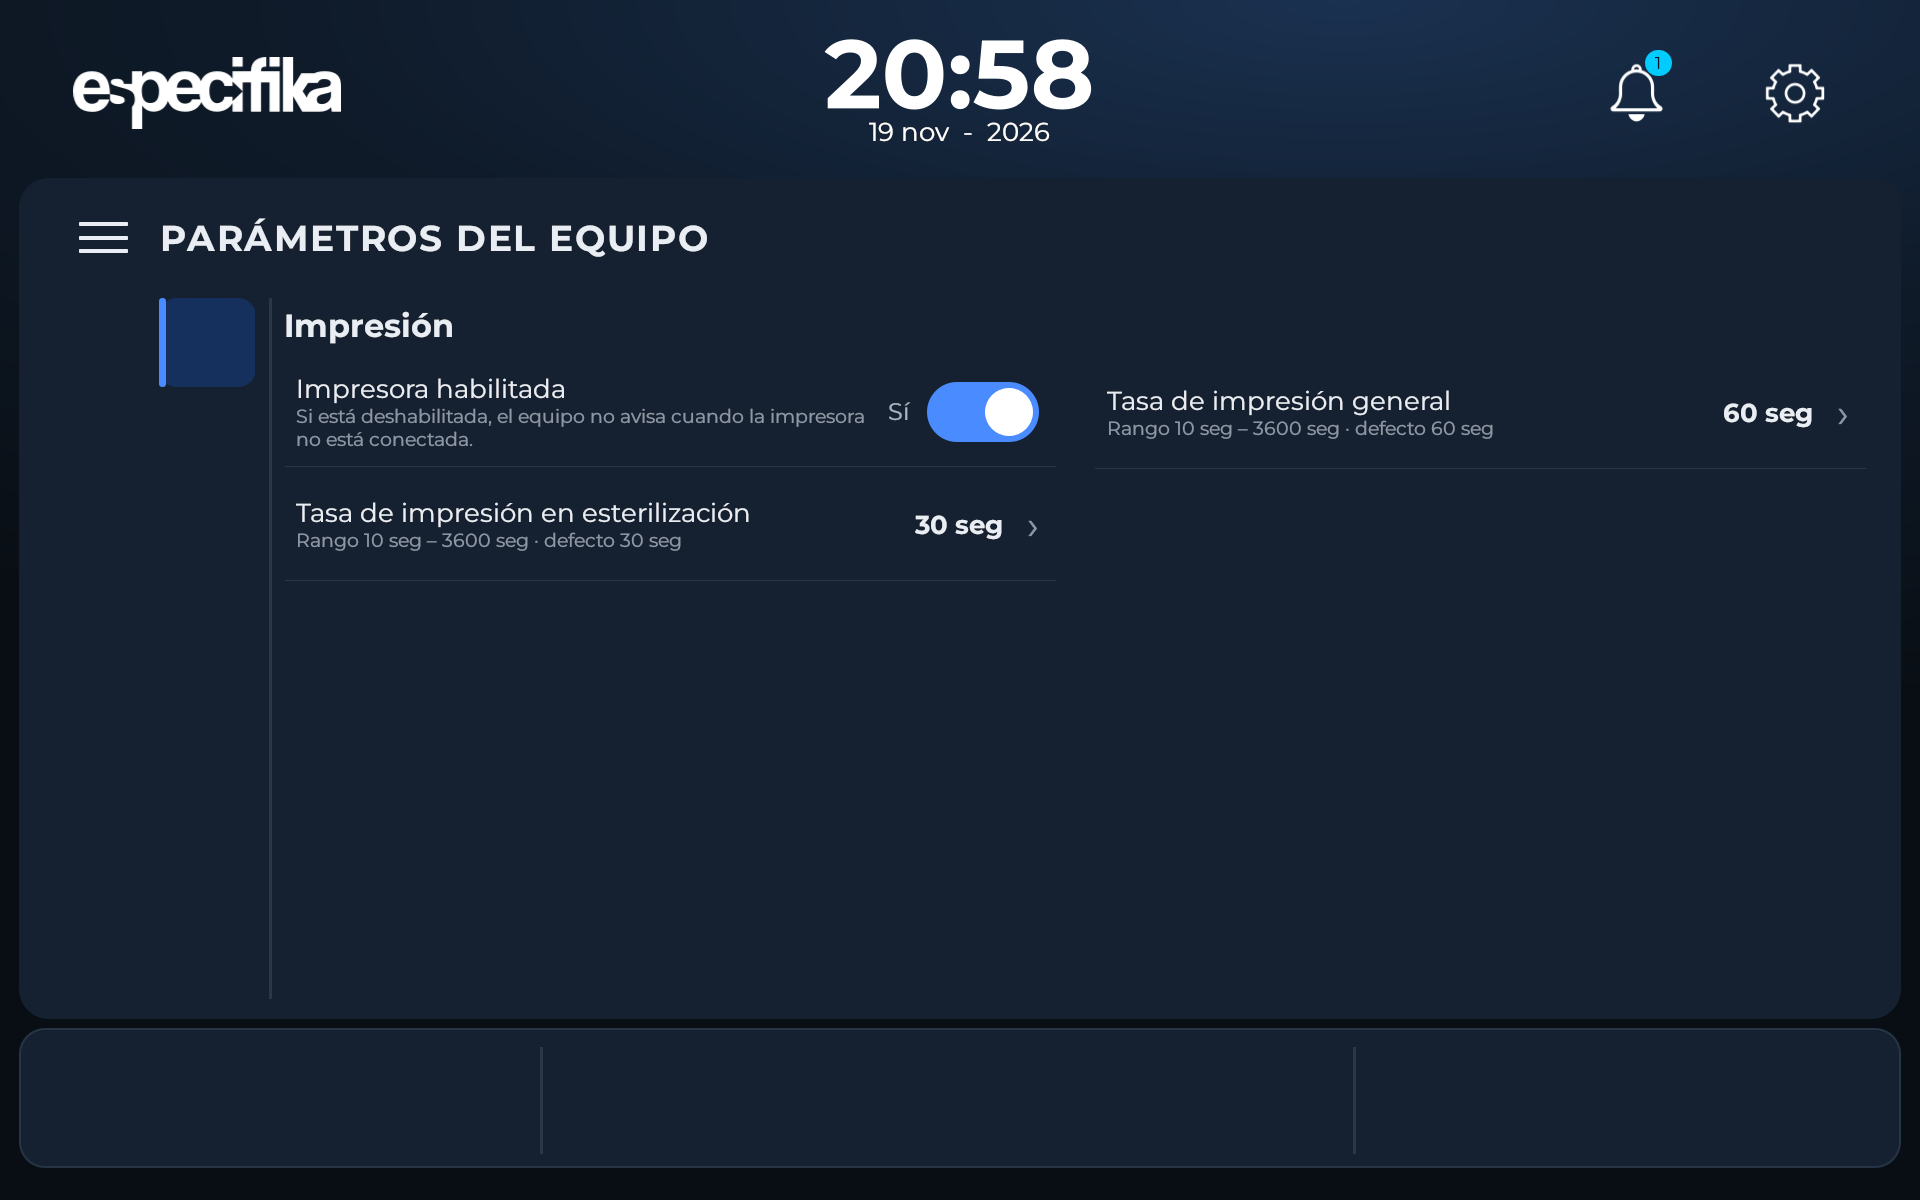 especifika
20:58
19 nov - 2026
1
PARÁMETROS DEL EQUIPO
Impresión
Impresora habilitada
Si está deshabilitada, el equipo no avisa cuando la impresora
no está conectada.
Sí
Tasa de impresión general
Rango 10 seg – 3600 seg · defecto 60 seg
60 seg ›
Tasa de impresión en esterilización
Rango 10 seg – 3600 seg · defecto 30 seg
30 seg ›